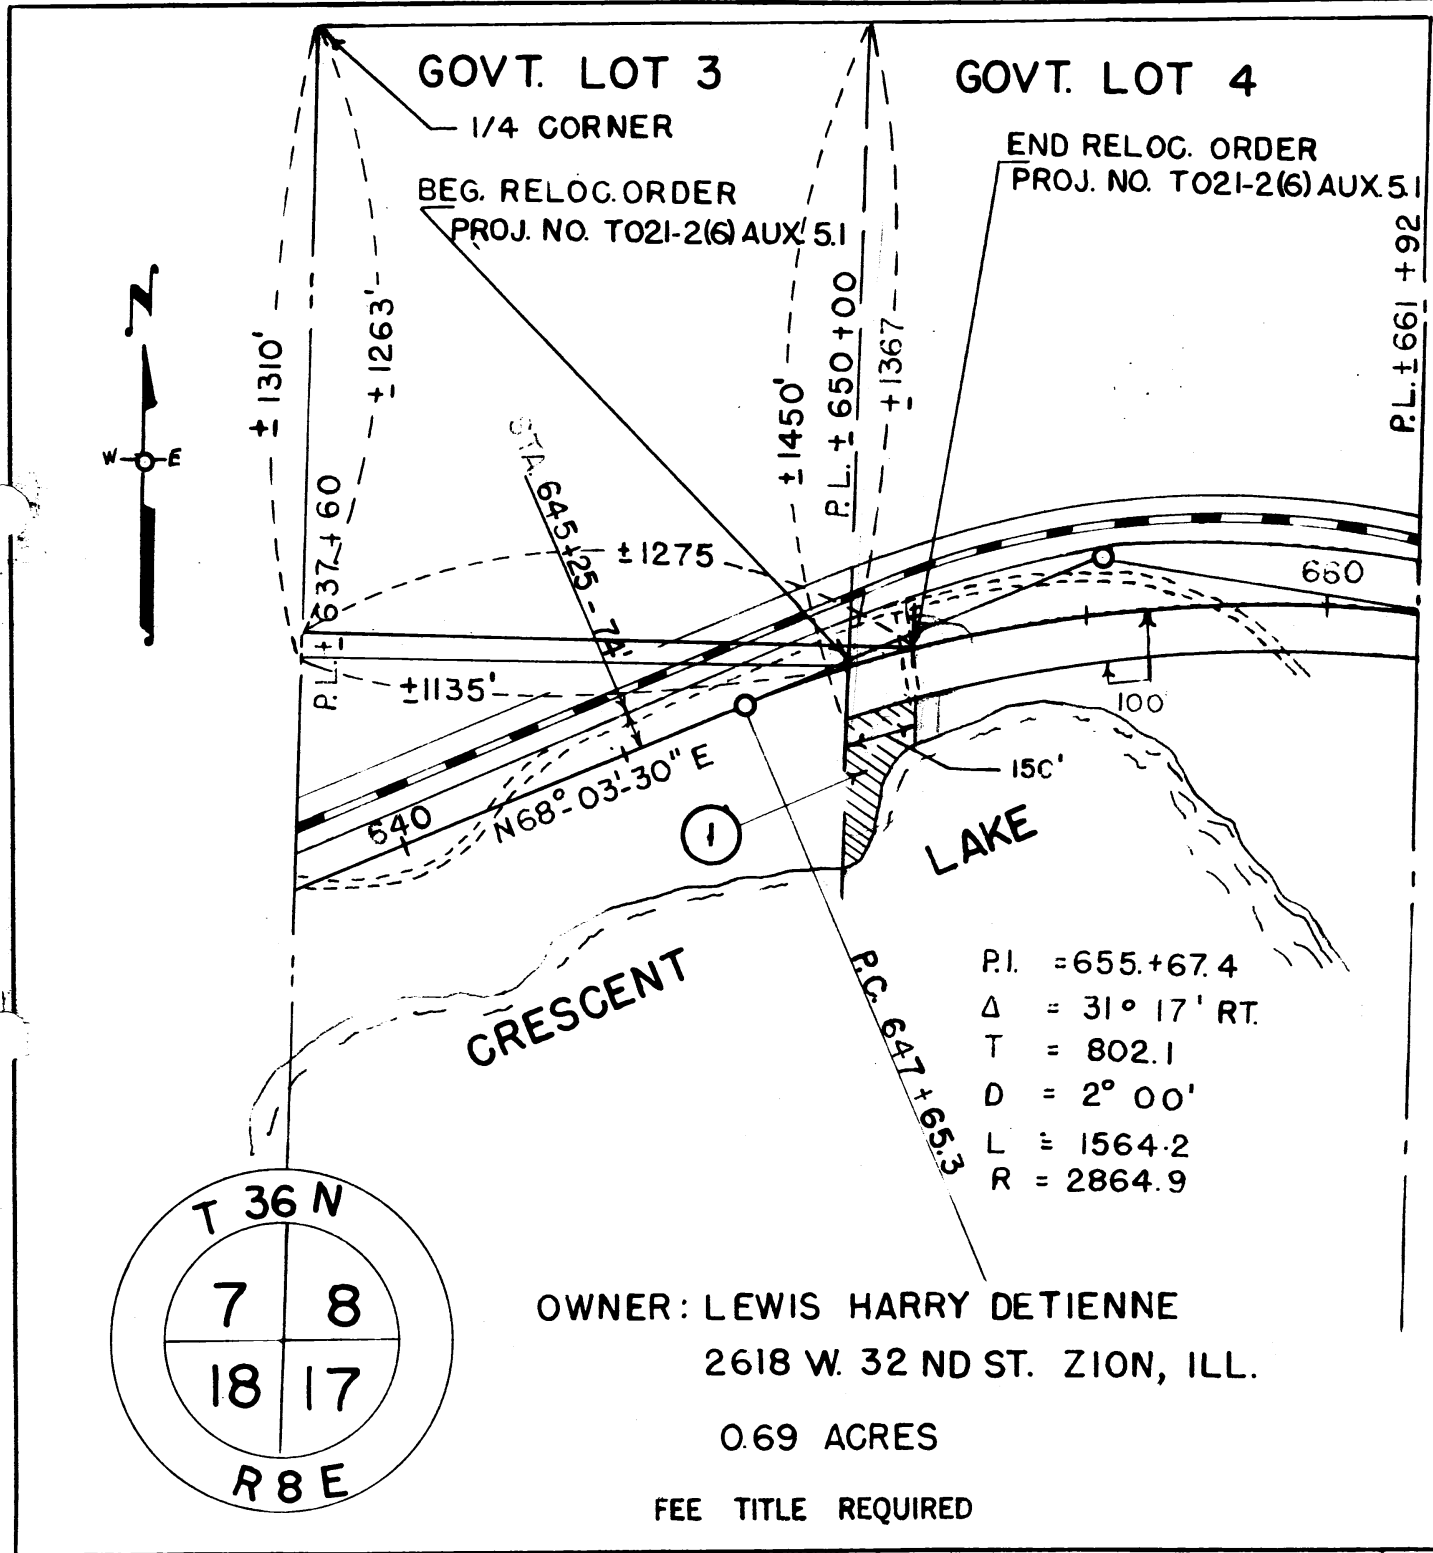 GOVT. LOT 3
GOVT. LOT 4
1/4 CORNER
END RELOC. ORDER
PROJ. NO. TO21-2(6) AUX. 5.1
BEG. RELOC. ORDER
PROJ. NO. TO21-2(6) AUX. 5.1
N
W E
±1310'
±1263'
±1450'
P.L. ± 650+00
±1367
P.L. ± 661 +92
P.L. ± 637+60
STA. 645+25 - 74'
±1275
±1135'
660
100
150'
640
N68°-03'-30" E
1
LAKE
CRESCENT
P.C. 647+65.3
P.I. = 655.+67.4
Δ = 31° 17' RT.
T = 802.1
D = 2° 00'
L = 1564.2
R = 2864.9
T 36 N
7 8
18 17
R 8 E
OWNER: LEWIS HARRY DETIENNE
2618 W. 32 ND ST. ZION, ILL.
0.69 ACRES
FEE TITLE REQUIRED